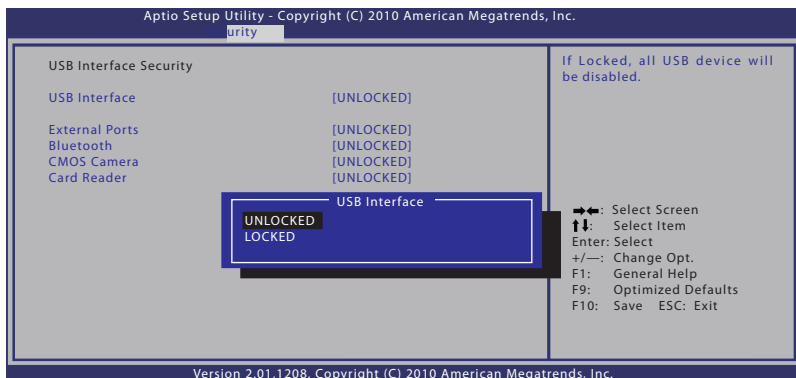 Aptio Setup Utility - Copyright (C) 2010 American Megatrends, Inc.
urity
USB Interface Security
USB Interface [UNLOCKED]
External Ports [UNLOCKED]
Bluetooth [UNLOCKED]
CMOS Camera [UNLOCKED]
Card Reader [UNLOCKED]
USB Interface
UNLOCKED
LOCKED
If Locked, all USB device will
be disabled.
→←: Select Screen
↑↓: Select Item
Enter: Select
+/—: Change Opt.
F1: General Help
F9: Optimized Defaults
F10: Save ESC: Exit
Version 2.01.1208. Copyright (C) 2010 American Megatrends, Inc.